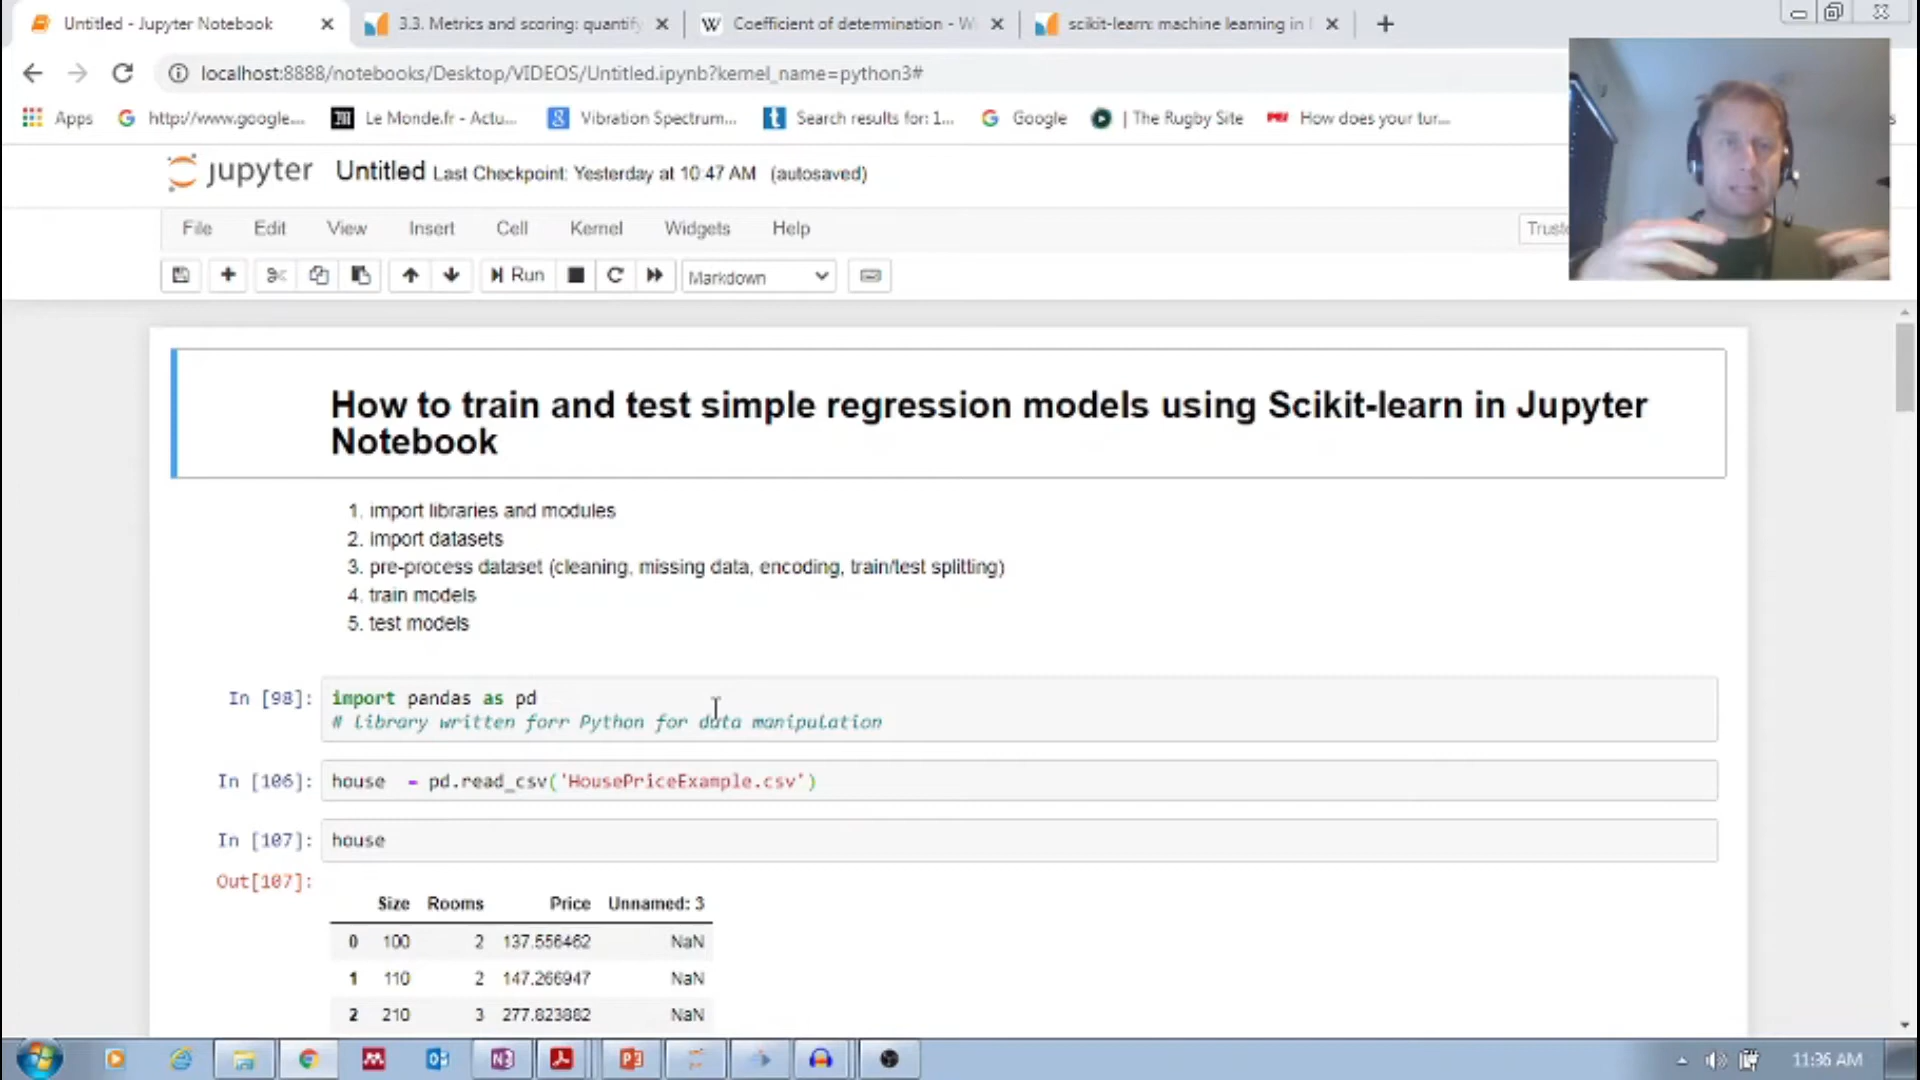 Untitled - Jupyter Notebook
3.3. Metrics and scoring: quantify
Coefficient of determination - W
scikit-learn: machine learning in
localhost:8888/notebooks/Desktop/VIDEOS/Untitled.ipynb?kernel_name=python3#
Apps
http://www.google....
Le Monde.fr - Actu...
Vibration Spectrum...
Search results for: 1...
Google
| The Rugby Site
How does your tur...
jupyter Untitled Last Checkpoint: Yesterday at 10:47 AM (autosaved)
File Edit View Insert Cell Kernel Widgets Help
Run Markdown
How to train and test simple regression models using Scikit-learn in Jupyter
Notebook
1. import libraries and modules
2. import datasets
3. pre-process dataset (cleaning, missing data, encoding, train/test splitting)
4. train models
5. test models
In [98]: import pandas as pd
# library written forr Python for data manipulation
In [106]: house = pd.read_csv('HousePriceExample.csv')
In [107]: house
Out[107]:
Size Rooms Price Unnamed: 3
0 100 2 137.556462 NaN
1 110 2 147.266947 NaN
2 210 3 277.823882 NaN
11:36 AM